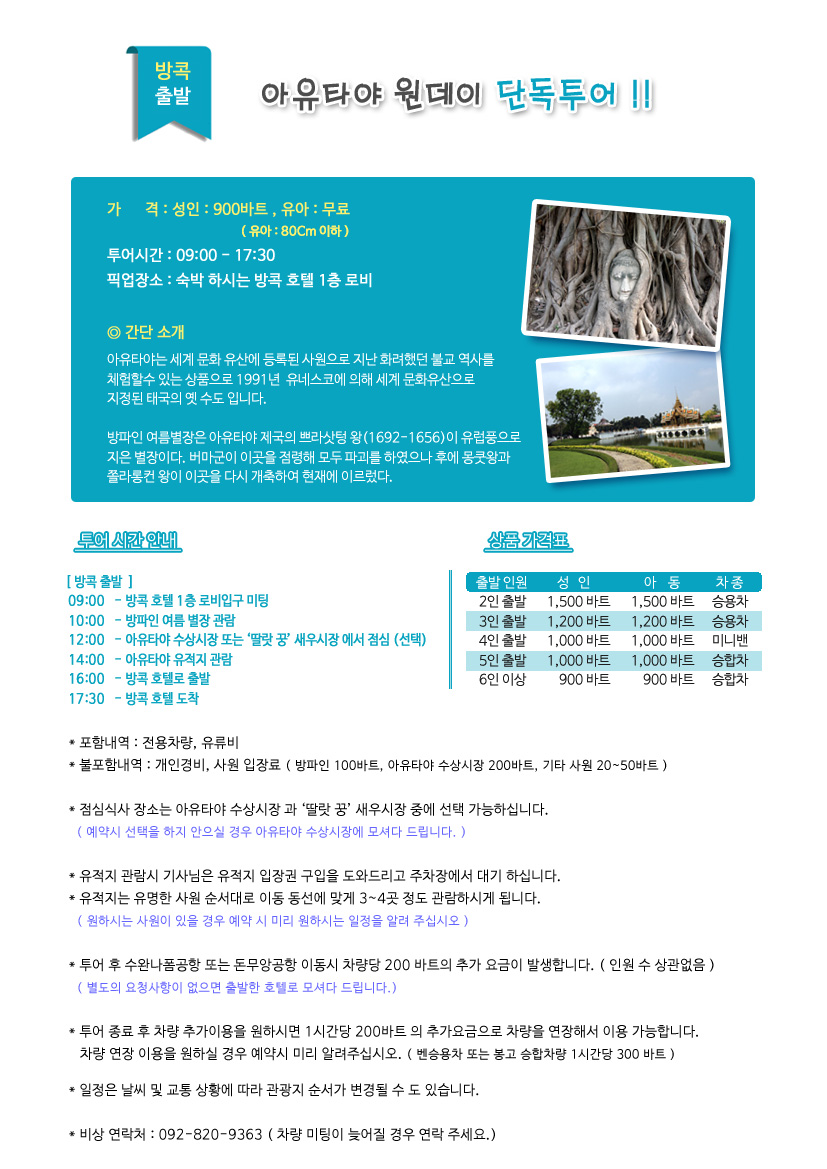 방콕
출발
아유타야 원데이 단독투어 !!
가 격 : 성인 : 900바트 , 유아 : 무료
( 유아 : 80Cm 이하 )
투어시간 : 09:00 - 17:30
픽업장소 : 숙박 하시는 방콕 호텔 1층 로비
◎ 간단 소개
아유타야는 세계 문화 유산에 등록된 사원으로 지난 화려했던 불교 역사를
체험할수 있는 상품으로 1991년 유네스코에 의해 세계 문화유산으로
지정된 태국의 옛 수도 입니다.
방파인 여름별장은 아유타야 제국의 쁘라삿텅 왕(1692-1656)이 유럽풍으로
지은 별장이다. 버마군이 이곳을 점령해 모두 파괴를 하였으나 후에 몽쿳왕과
쭐라롱컨 왕이 이곳을 다시 개축하여 현재에 이르렀다.
투어 시간 안내
[ 방콕 출발 ]
09:00 - 방콕 호텔 1층 로비입구 미팅
10:00 - 방파인 여름 별장 관람
12:00 - 아유타야 수상시장 또는 ‘딸랏 꿍’ 새우시장 에서 점심 (선택)
14:00 - 아유타야 유적지 관람
16:00 - 방콕 호텔로 출발
17:30 - 방콕 호텔 도착
상품 가격표
출발 인원 성 인 아 동 차 종
2인 출발 1,500 바트 1,500 바트 승용차
3인 출발 1,200 바트 1,200 바트 승용차
4인 출발 1,000 바트 1,000 바트 미니밴
5인 출발 1,000 바트 1,000 바트 승합차
6인 이상 900 바트 900 바트 승합차
* 포함내역 : 전용차량, 유류비
* 불포함내역 : 개인경비, 사원 입장료 ( 방파인 100바트, 아유타야 수상시장 200바트, 기타 사원 20~50바트 )
* 점심식사 장소는 아유타야 수상시장 과 ‘딸랏 꿍’ 새우시장 중에 선택 가능하십니다.
( 예약시 선택을 하지 안으실 경우 아유타야 수상시장에 모셔다 드립니다. )
* 유적지 관람시 기사님은 유적지 입장권 구입을 도와드리고 주차장에서 대기 하십니다.
* 유적지는 유명한 사원 순서대로 이동 동선에 맞게 3~4곳 정도 관람하시게 됩니다.
( 원하시는 사원이 있을 경우 예약 시 미리 원하시는 일정을 알려 주십시오 )
* 투어 후 수완나폼공항 또는 돈무앙공항 이동시 차량당 200 바트의 추가 요금이 발생합니다. ( 인원 수 상관없음 )
( 별도의 요청사항이 없으면 출발한 호텔로 모셔다 드립니다.)
* 투어 종료 후 차량 추가이용을 원하시면 1시간당 200바트 의 추가요금으로 차량을 연장해서 이용 가능합니다.
차량 연장 이용을 원하실 경우 예약시 미리 알려주십시오. ( 벤승용차 또는 봉고 승합차량 1시간당 300 바트 )
* 일정은 날씨 및 교통 상황에 따라 관광지 순서가 변경될 수 도 있습니다.
* 비상 연락처 : 092-820-9363 ( 차량 미팅이 늦어질 경우 연락 주세요.)